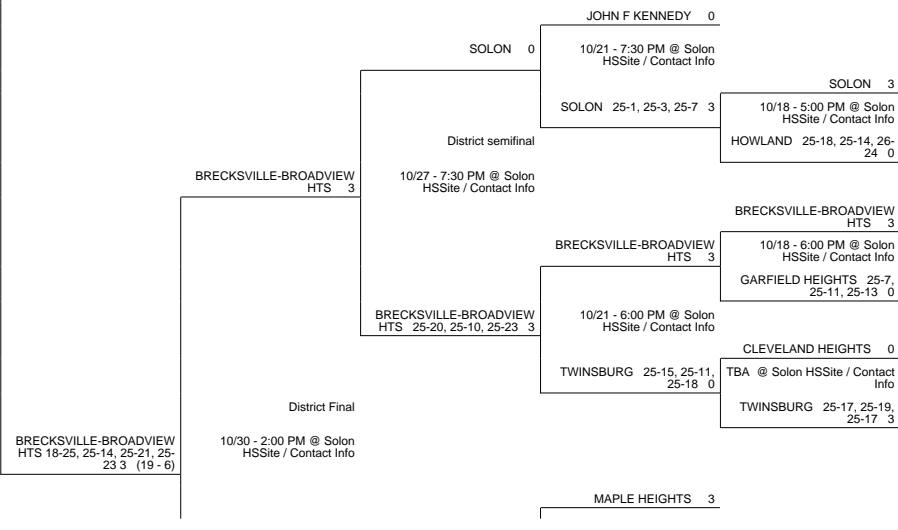 JOHN F KENNEDY 0
SOLON 0
10/21 - 7:30 PM @ Solon
HSSite / Contact Info
SOLON 3
SOLON 25-1, 25-3, 25-7 3
10/18 - 5:00 PM @ Solon
HSSite / Contact Info
District semifinal
HOWLAND 25-18, 25-14, 26-
24 0
BRECKSVILLE-BROADVIEW
HTS 3
10/27 - 7:30 PM @ Solon
HSSite / Contact Info
BRECKSVILLE-BROADVIEW
HTS 3
BRECKSVILLE-BROADVIEW
HTS 3
10/18 - 6:00 PM @ Solon
HSSite / Contact Info
GARFIELD HEIGHTS 25-7,
25-11, 25-13 0
BRECKSVILLE-BROADVIEW
HTS 25-20, 25-10, 25-23 3
10/21 - 6:00 PM @ Solon
HSSite / Contact Info
CLEVELAND HEIGHTS 0
TWINSBURG 25-15, 25-11,
25-18 0
TBA @ Solon HSSite / Contact
Info
TWINSBURG 25-17, 25-19,
25-17 3
District Final
BRECKSVILLE-BROADVIEW
HTS 18-25, 25-14, 25-21, 25-
23 3 (19 - 6)
10/30 - 2:00 PM @ Solon
HSSite / Contact Info
MAPLE HEIGHTS 3